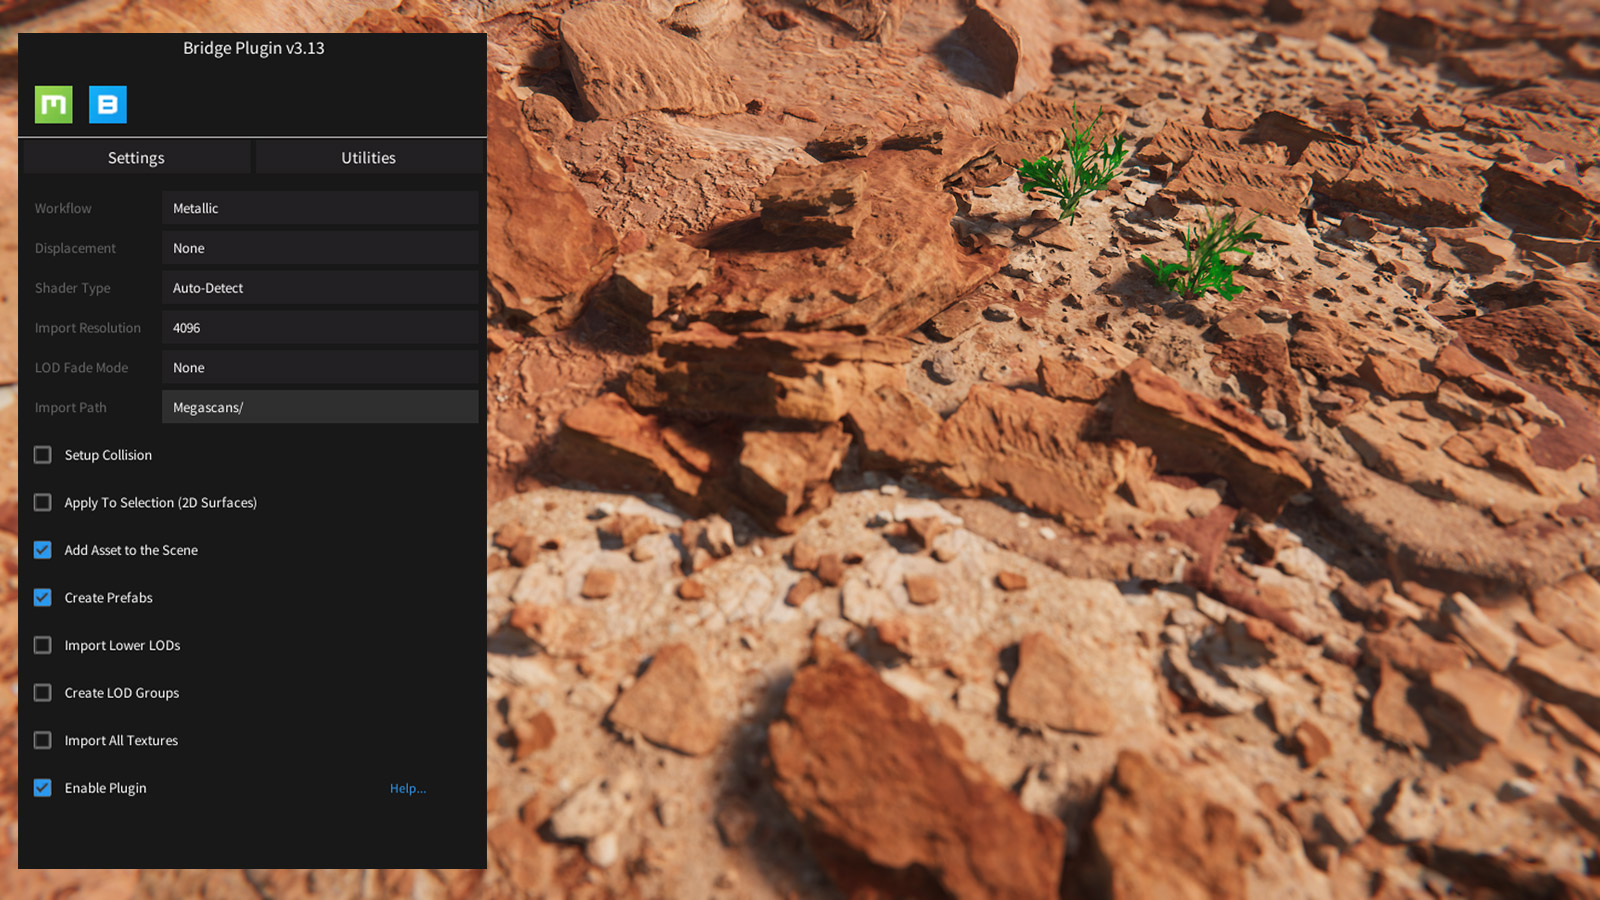 Bridge Plugin v3.13
M B
Settings Utilities
Workflow Metallic
Displacement None
Shader Type Auto-Detect
Import Resolution 4096
LOD Fade Mode None
Import Path Megascans/
Setup Collision
Apply To Selection (2D Surfaces)
Add Asset to the Scene
Create Prefabs
Import Lower LODs
Create LOD Groups
Import All Textures
Enable Plugin Help...